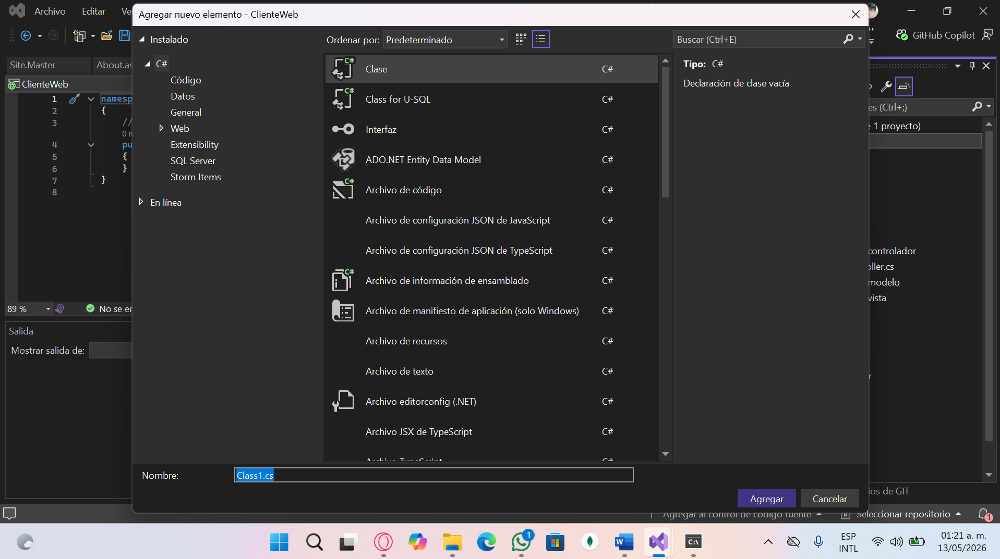 Archivo
Editar
Ve
Agregar nuevo elemento - ClienteWeb
GitHub Copilot
Site.Master
About.as
ClienteWeb
1
2
3
4
5
6
7
8
namesp
{
//
0 re
pu
{
}
}
89 %
No se er
Salida
Mostrar salida de:
Instalado
C#
Código
Datos
General
Web
Extensibility
SQL Server
Storm Items
En línea
Ordenar por:
Predeterminado
Clase C#
Class for U-SQL C#
Interfaz C#
ADO.NET Entity Data Model C#
Archivo de código C#
Archivo de configuración JSON de JavaScript C#
Archivo de configuración JSON de TypeScript C#
Archivo de información de ensamblado C#
Archivo de manifiesto de aplicación (solo Windows) C#
Archivo de recursos C#
Archivo de texto C#
Archivo editorconfig (.NET) C#
Archivo JSX de TypeScript C#
Buscar (Ctrl+E)
Tipo: C#
Declaración de clase vacía
Nombre:
Class1.cs
Agregar
Cancelar
es (Ctrl+;)
e 1 proyecto)
controlador
oller.cs
modelo
vista
r
ios de GIT
Agregar al control de código fuente
Seleccionar repositorio
1
1
ESP
INTL
01:21 a. m.
13/05/2026